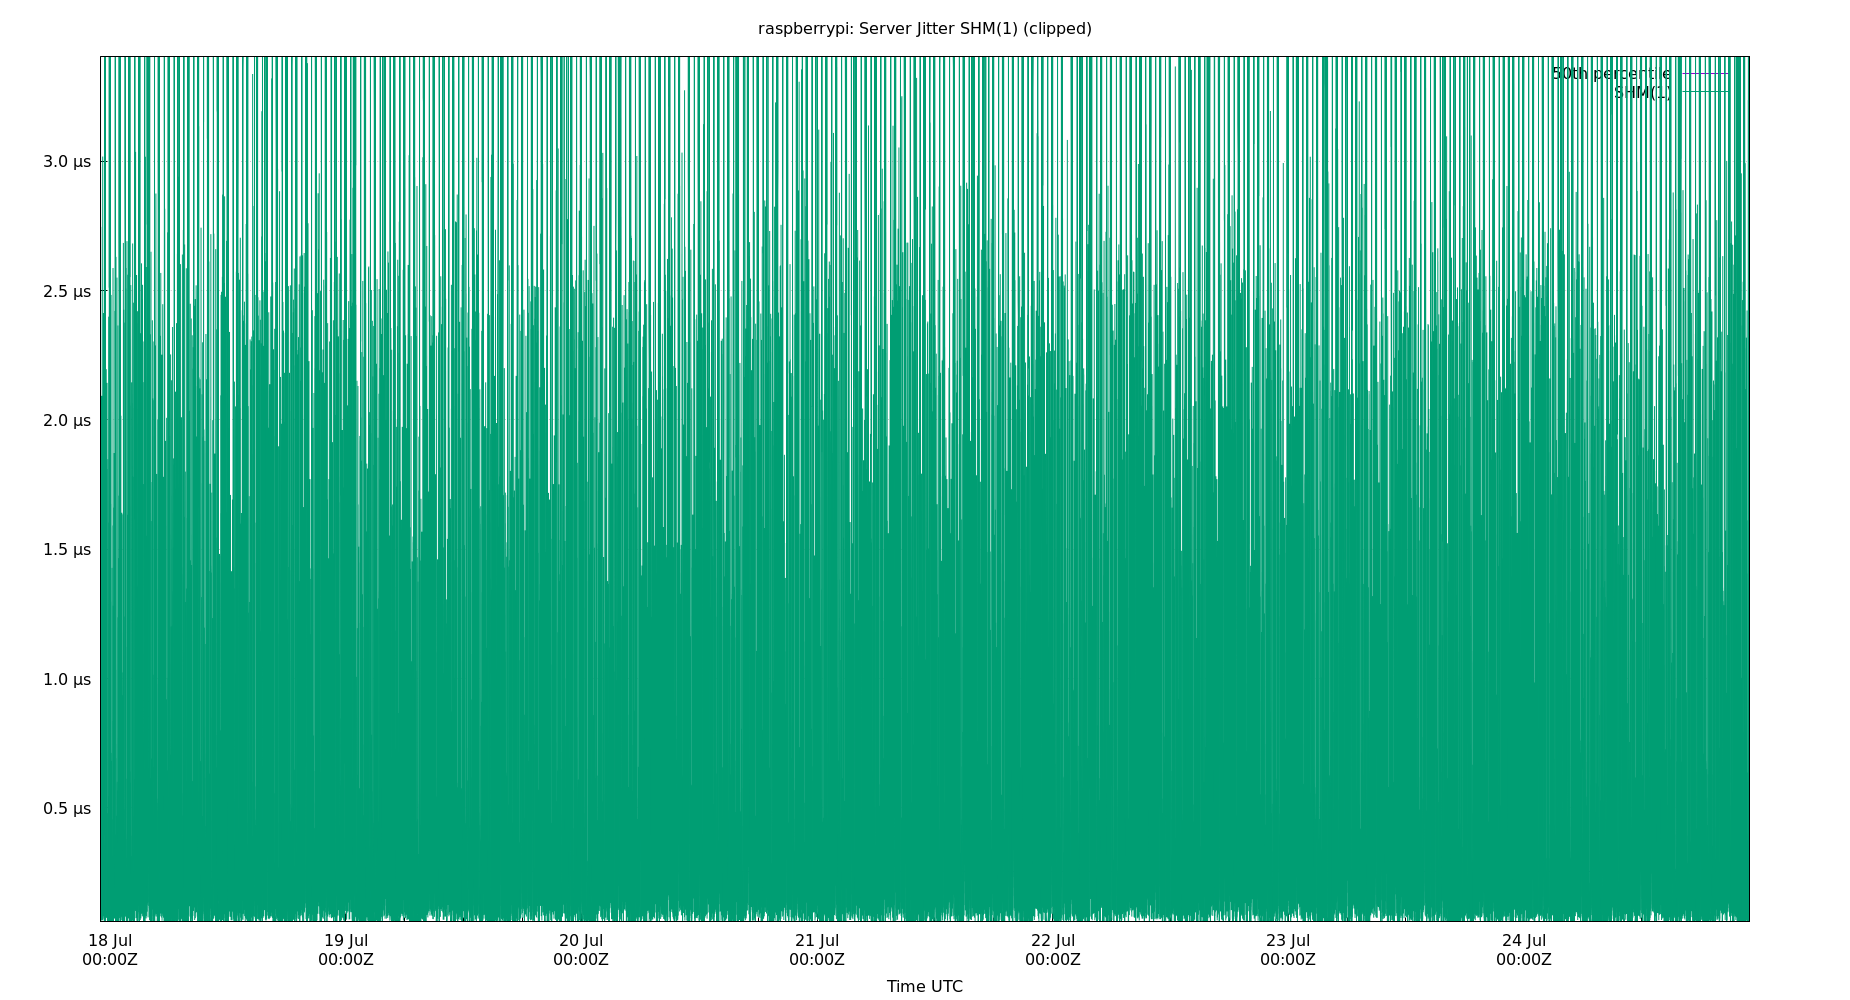 raspberrypi: Server Jitter SHM(1) (clipped)
50th percentile
SHM(1)
3.0 µs
2.5 µs
2.0 µs
1.5 µs
1.0 µs
0.5 µs
18 Jul 19 Jul 20 Jul 21 Jul 22 Jul 23 Jul 24 Jul
00:00Z 00:00Z 00:00Z 00:00Z 00:00Z 00:00Z 00:00Z
Time UTC